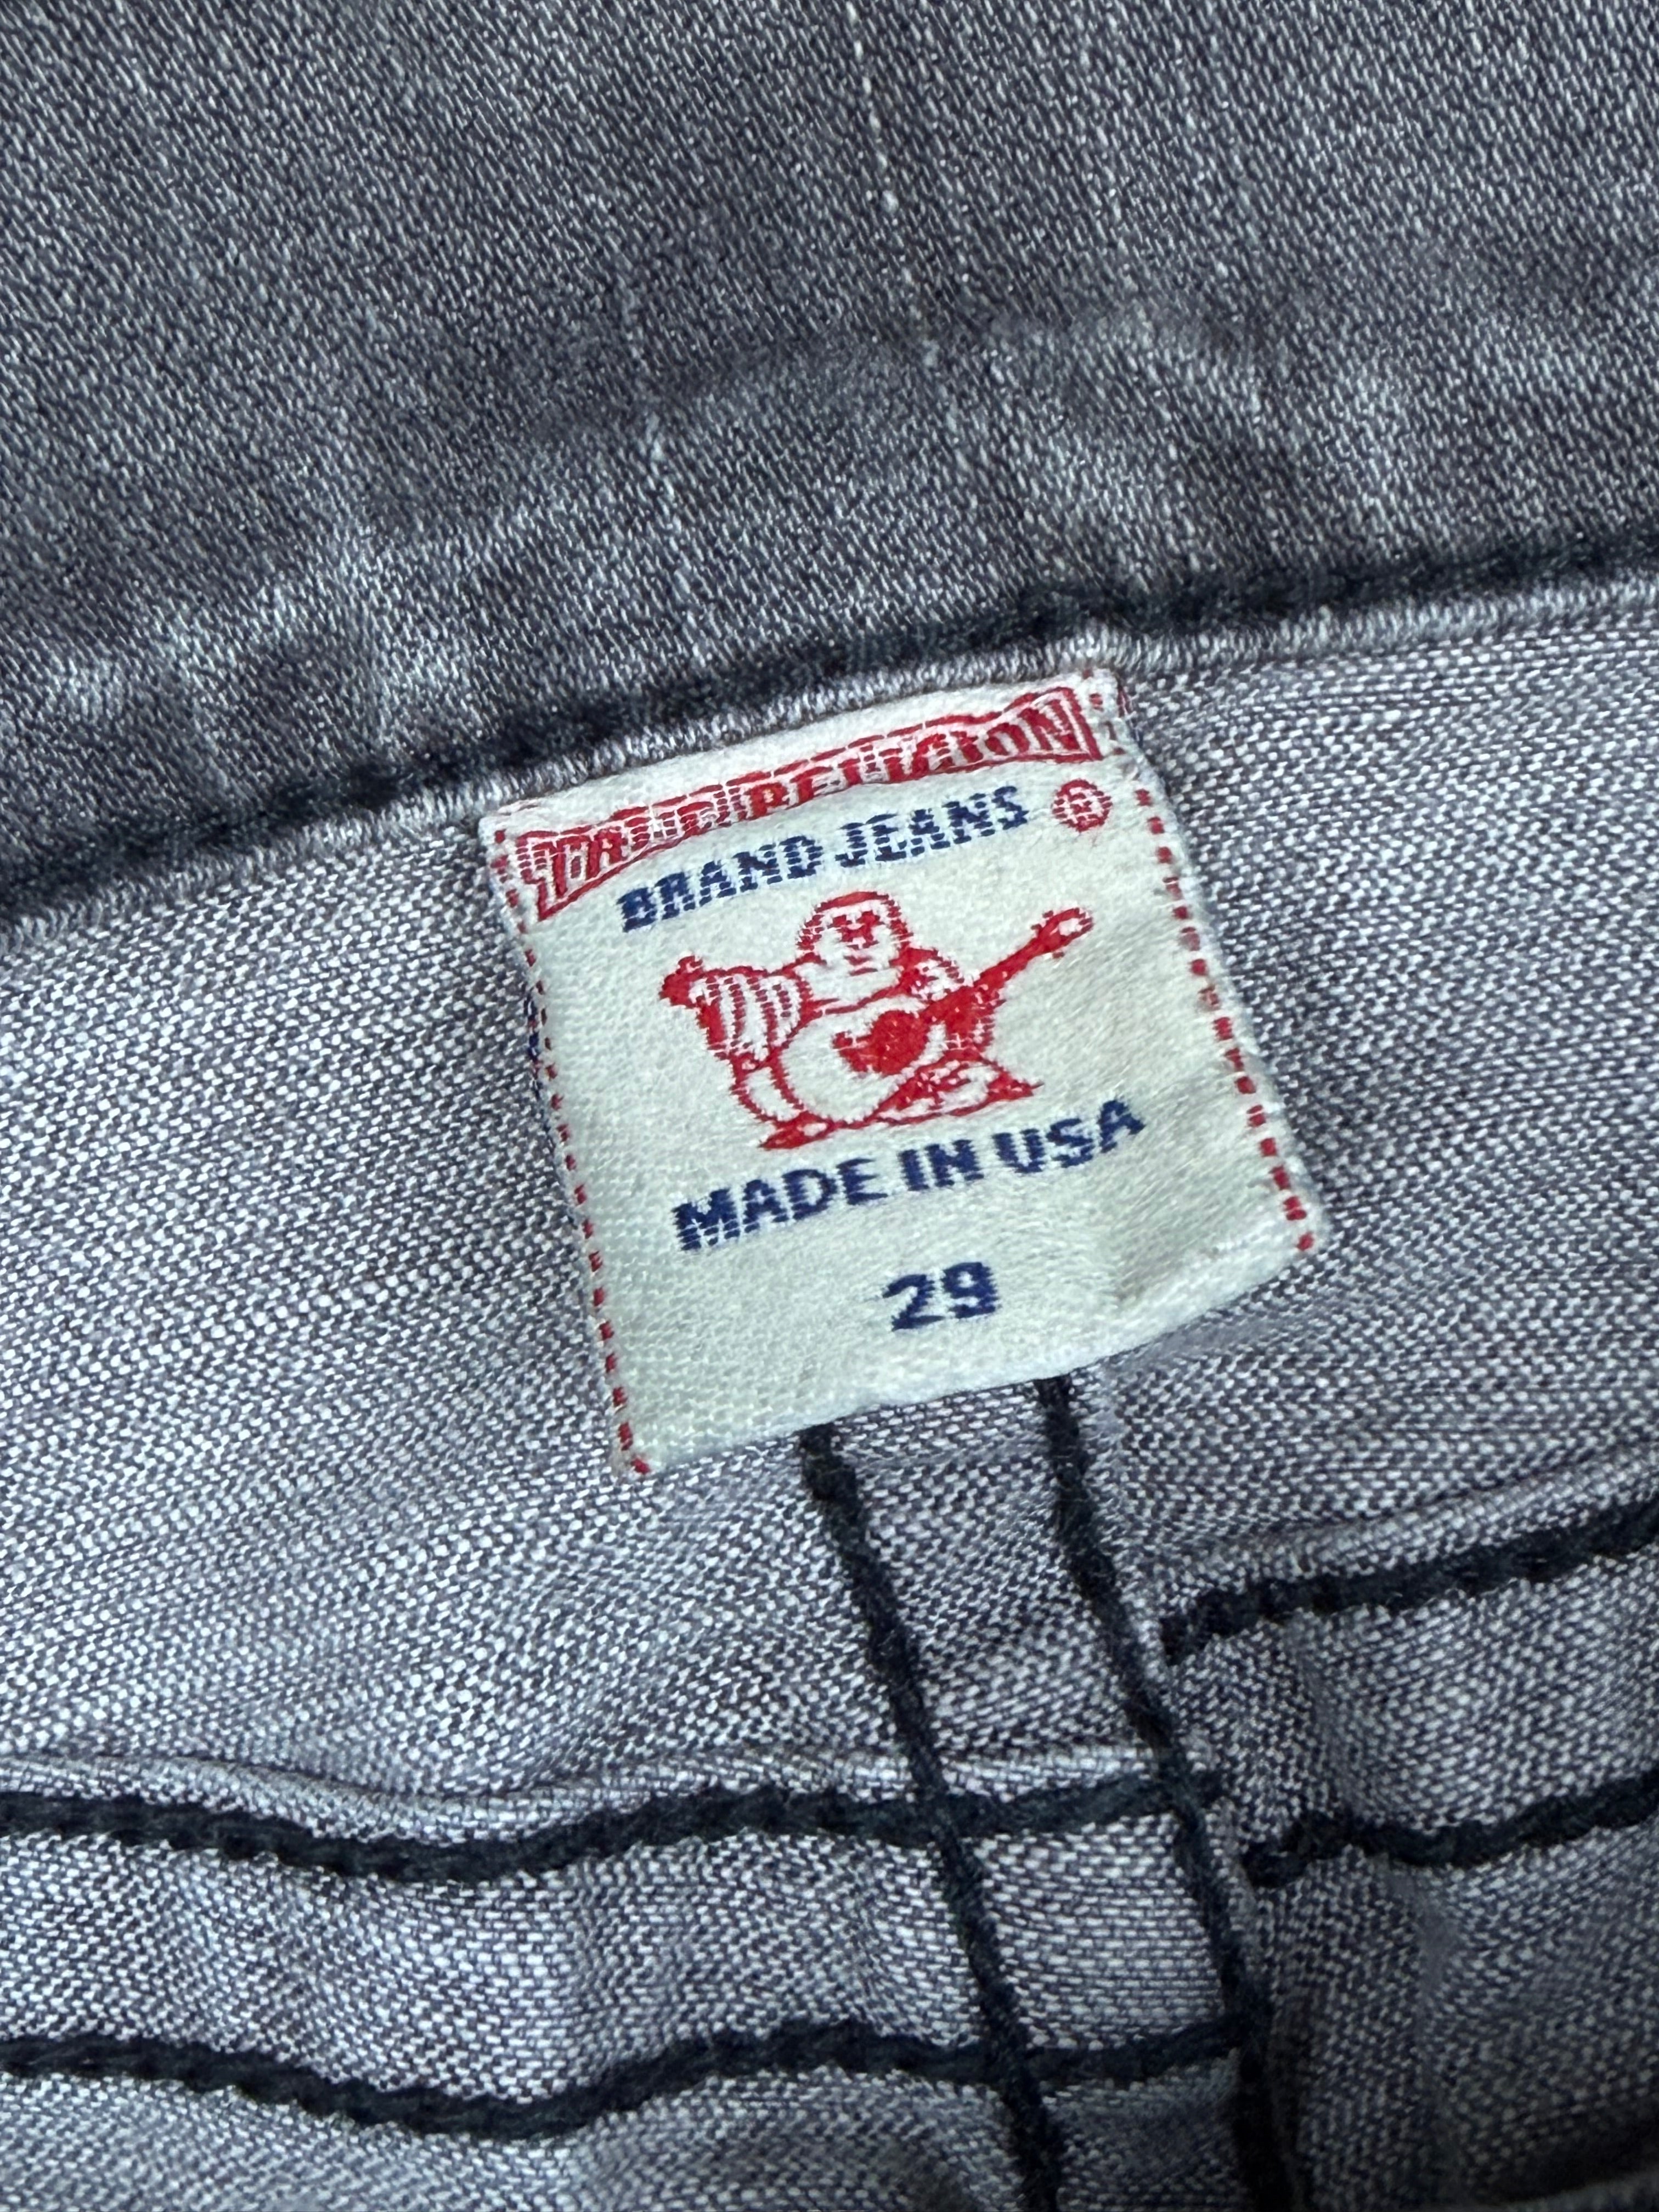 TRUE RELIGION
BRAND JEANS ®
MADE IN USA
29